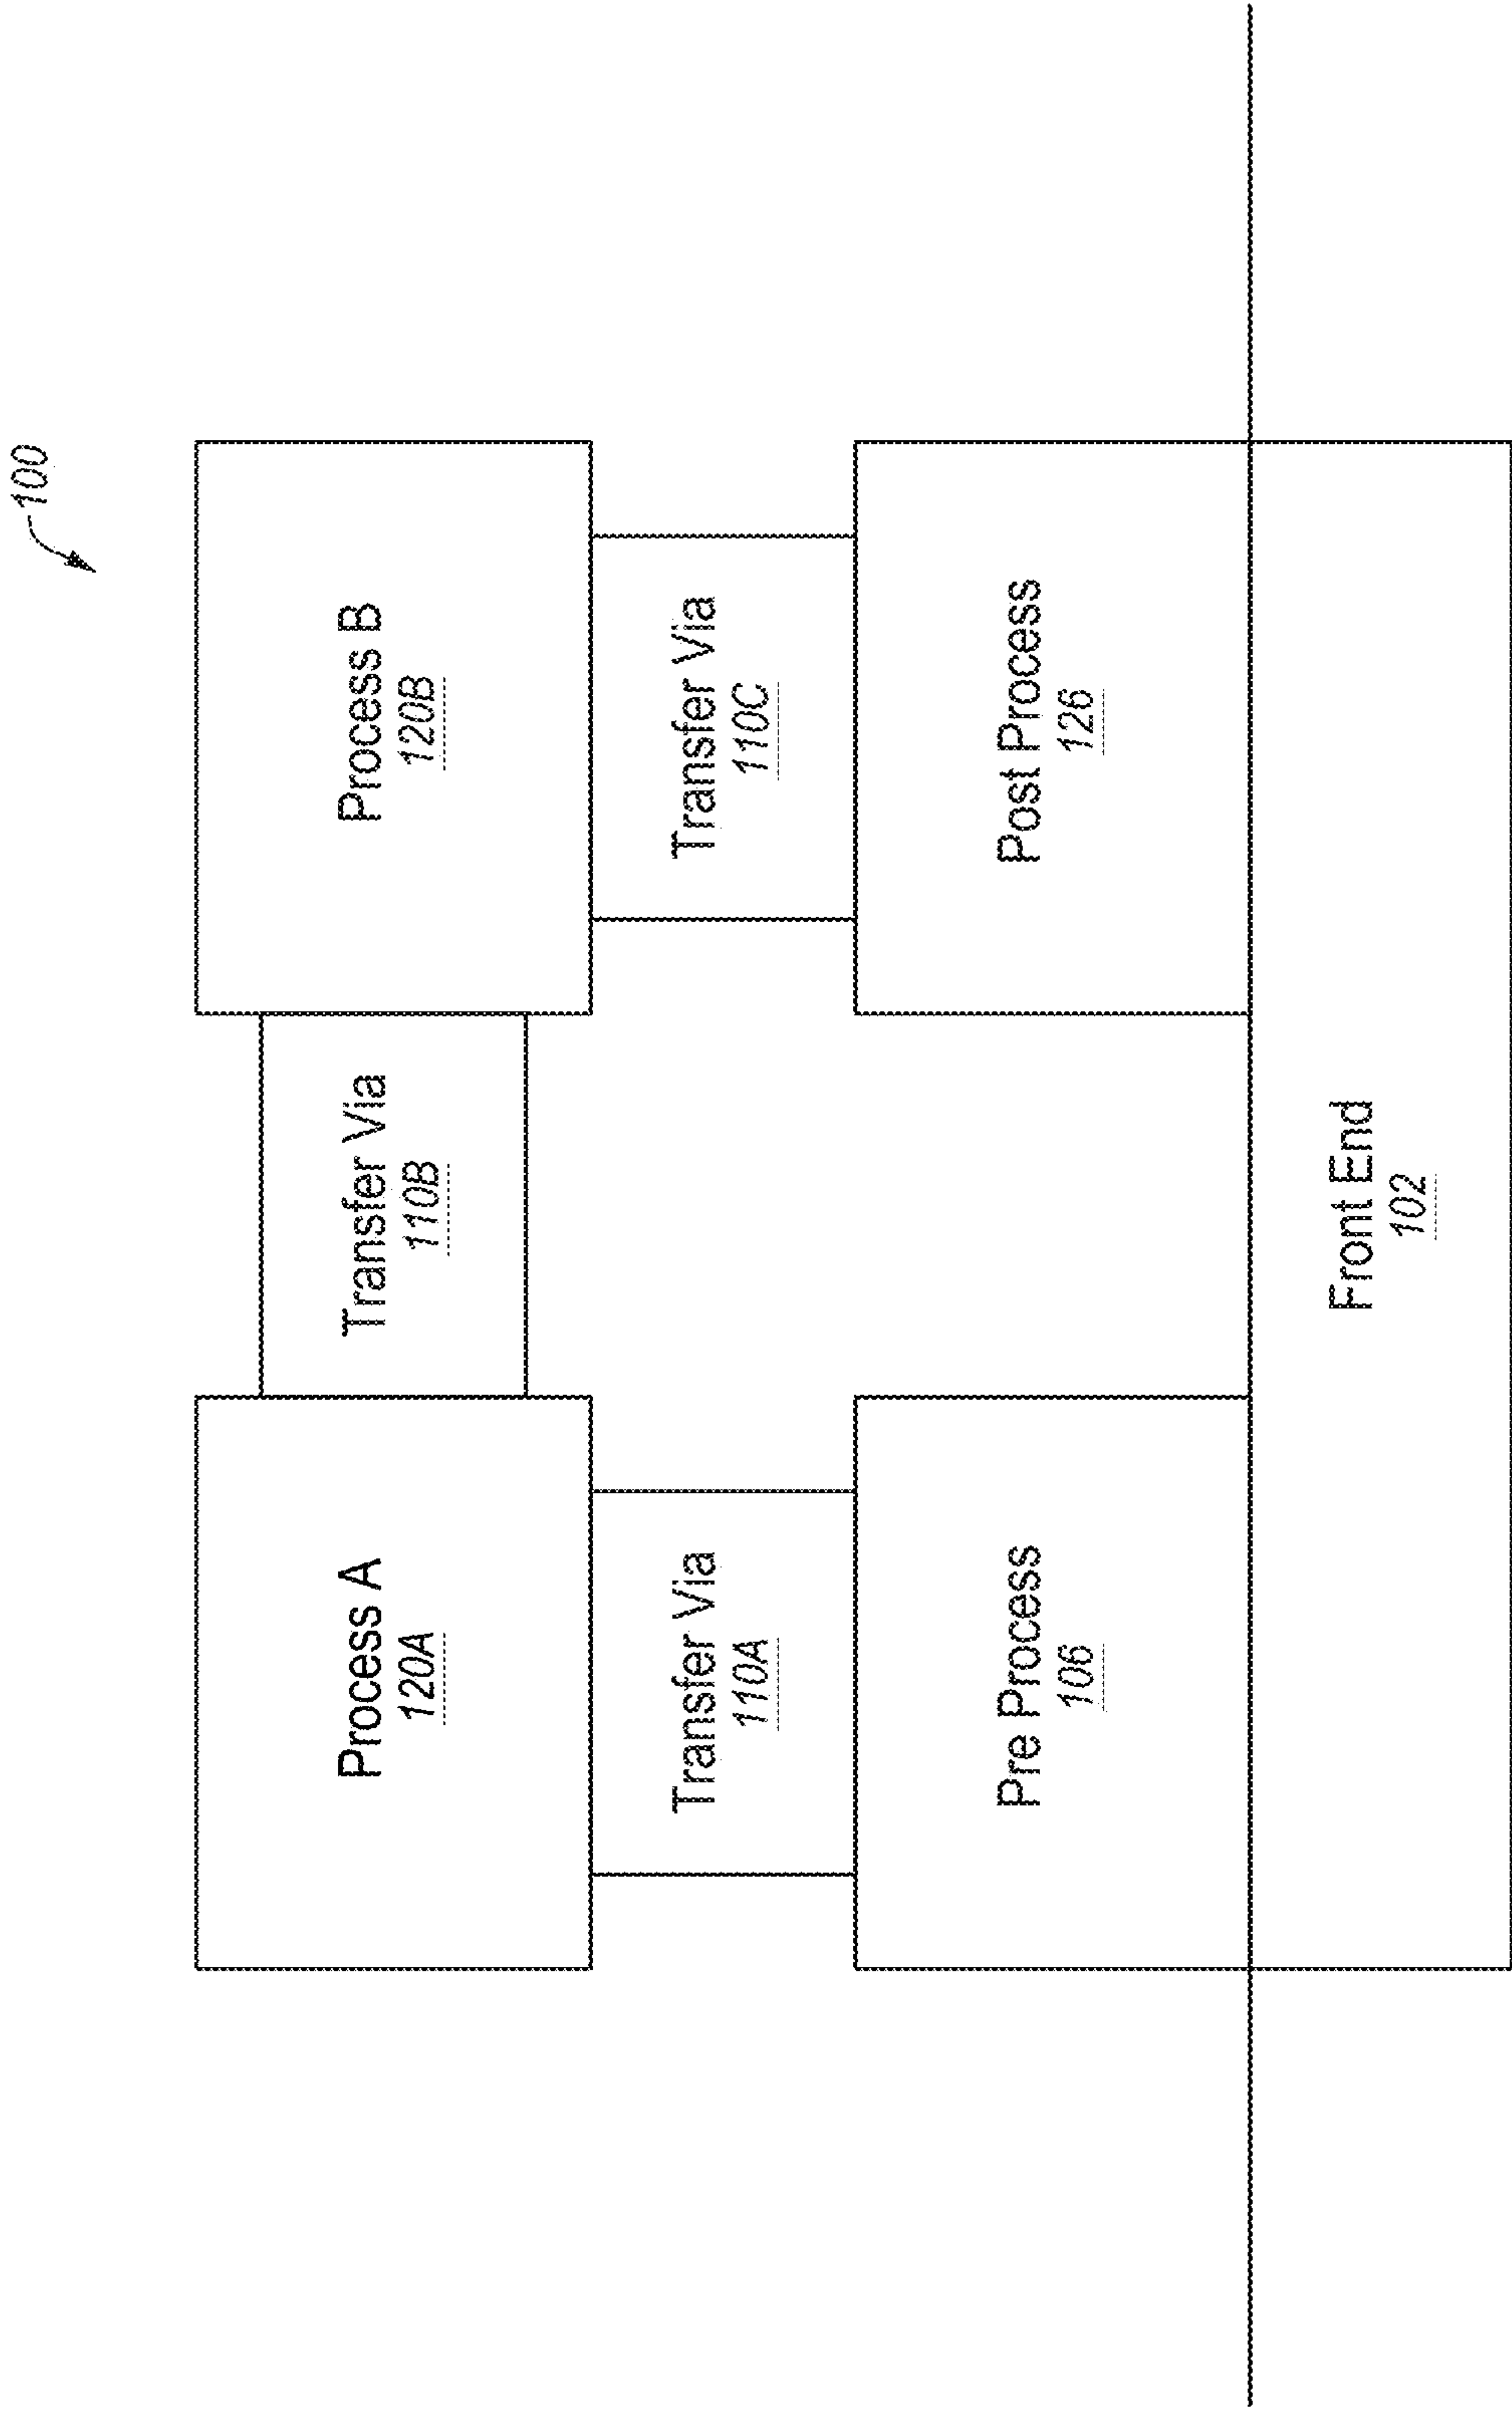 100
Process A
120A
Transfer Via
110B
Process B
120B
Transfer Via
110A
Transfer Via
110C
Pre Process
106
Post Process
126
Front End
102